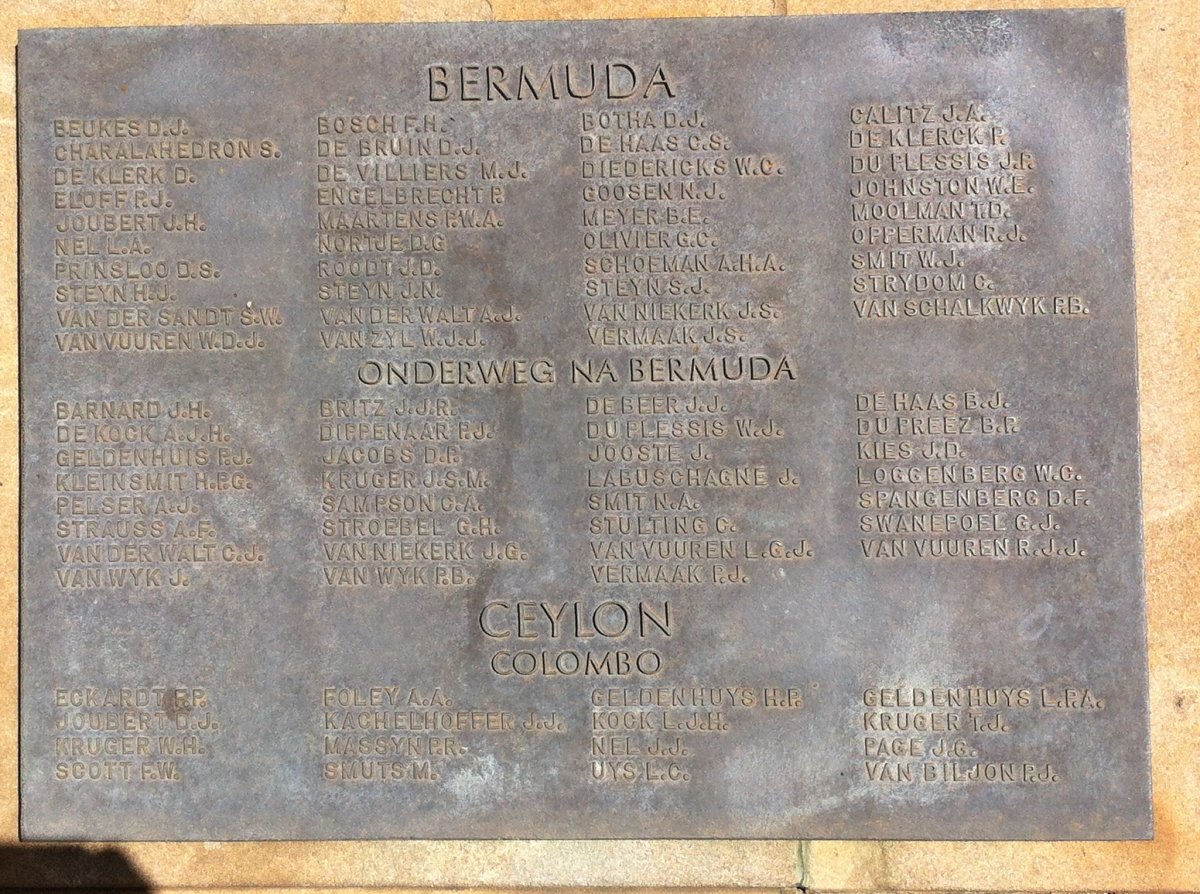 BERMUDA
BEUKES D.J. BOSCH F.H. BOTHA D.J. CALITZ J.A.
CHARALAHEDRON S. DE BRUIN D.J. DE HAAS C.S. DE KLERCK P.
DE KLERK D. DE VILLIERS M.J. DIEDERICKS W.C. DU PLESSIS J.P.
ELOFF P.J. ENGELBRECHT P. GOOSEN N.J. JOHNSTON W.E.
JOUBERT J.H. MAARTENS P.W.A. MEYER B.E. MOOLMAN T.D.
NEL L.A. NORTJE D.G OLIVIER G.C. OPPERMAN R.J.
PRINSLOO D.S. ROODT J.D. SCHOEMAN A.H.A. SMIT W.J.
STEYN H.J. STEYN J.N. STEYN S.J. STRYDOM C.
VAN DER SANDT S.W. VAN DER WALT A.J. VAN NIEKERK J.S. VAN SCHALKWYK P.B.
VAN VUUREN W.D.J. VAN ZYL W.J.J. VERMAAK J.S.
ONDERWEG NA BERMUDA
BARNARD J.H. BRITZ J.J.R. DE BEER J.J. DE HAAS B.J.
DE KOCK A.J.H. DIPPENAAR P.J. DU PLESSIS W.J. DU PREEZ B.P.
GELDENHUIS P.J. JACOBS D.P. JOOSTE J. KIES J.D.
KLEINSMIT H.P.G. KRUGER J.S.M. LABUSCHAGNE J. LOGGENBERG W.C.
PELSER A.J. SAMPSON C.A. SMIT N.A. SPANGENBERG D.F.
STRAUSS A.F. STROEBEL G.H. STULTING C. SWANEPOEL G.J.
VAN DER WALT C.J. VAN NIEKERK J.G. VAN VUUREN L.G.J. VAN VUUREN R.J.J.
VAN WYK J. VAN WYK P.B. VERMAAK P.J.
CEYLON
COLOMBO
ECKARDT F.P. FOLEY A.A. GELDENHUYS H.P. GELDENHUYS L.P.A.
JOUBERT D.J. KACHELHOFFER J.J. KOCK L.J.H. KRUGER T.J.
KRUGER W.H. MASSYN P.R. NEL J.J. PAGE J.G.
SCOTT F.W. SMUTS M. UYS L.C. VAN BILJON P.J.